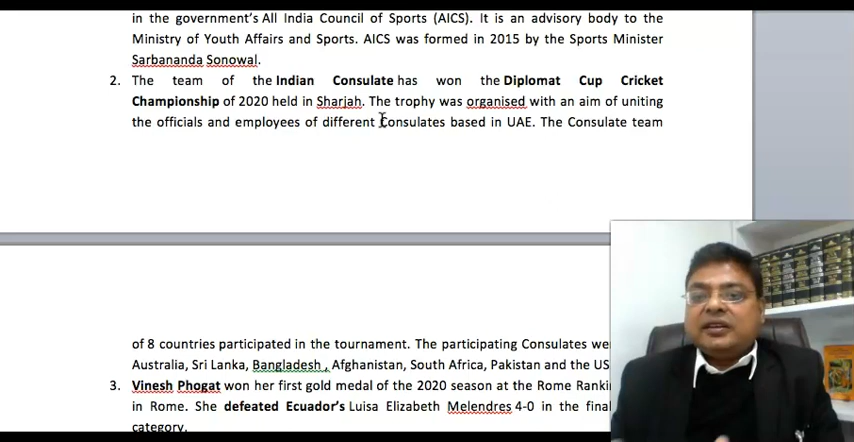 in the government's All India Council of Sports (AICS). It is an advisory body to the
Ministry of Youth Affairs and Sports. AICS was formed in 2015 by the Sports Minister
Sarbananda Sonowal.
2. The team of the Indian Consulate has won the Diplomat Cup Cricket
Championship of 2020 held in Sharjah. The trophy was organised with an aim of uniting
the officials and employees of different Consulates based in UAE. The Consulate team
of 8 countries participated in the tournament. The participating Consulates we
Australia, Sri Lanka, Bangladesh , Afghanistan, South Africa, Pakistan and the US
3. Vinesh Phogat won her first gold medal of the 2020 season at the Rome Ranki
in Rome. She defeated Ecuador's Luisa Elizabeth Melendres 4-0 in the final
category.